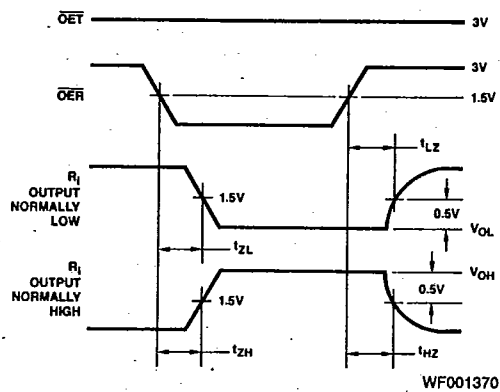 OET
3V
3V
OER
1.5V
tLZ
Ri
OUTPUT
NORMALLY
LOW
1.5V
0.5V
VOL
tZL
Ri
OUTPUT
NORMALLY
HIGH
VOH
1.5V
0.5V
tZH
tHZ
WF001370